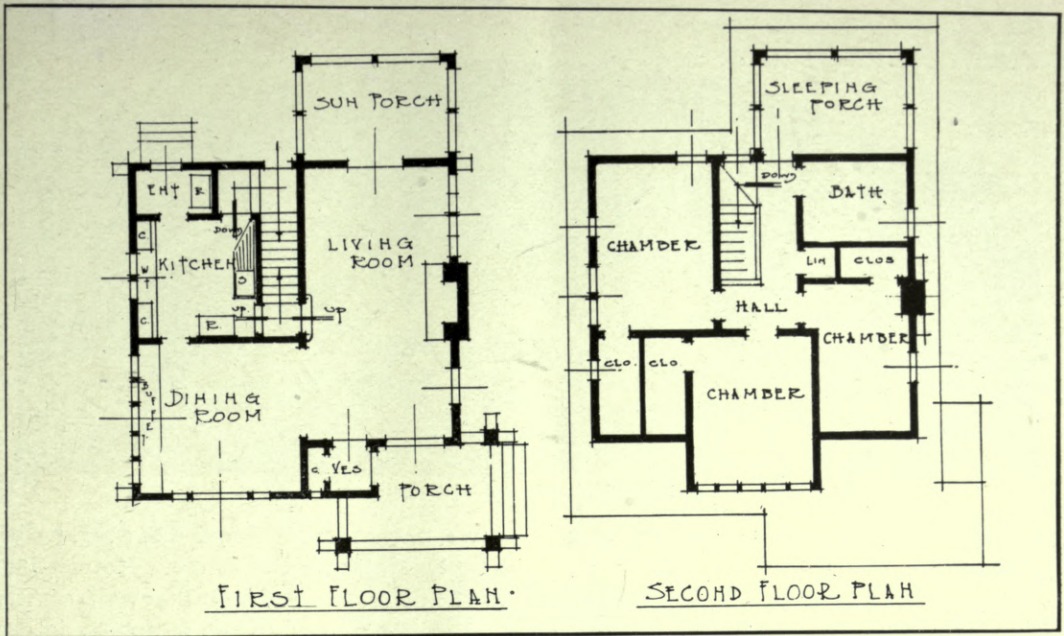 SUN PORCH
ENT
R.
DOWN
C.
KITCHEN
W
T
S
C.
UP
R.
UP
LIVING
ROOM
DINING
ROOM
BUFFET
C.
VES
PORCH
FIRST FLOOR PLAN.
SLEEPING
PORCH
DOWN
BATH
CHAMBER
LIN
CLOS
HALL
CHAMBER
CLO.
CLO
CHAMBER
SECOND FLOOR PLAN